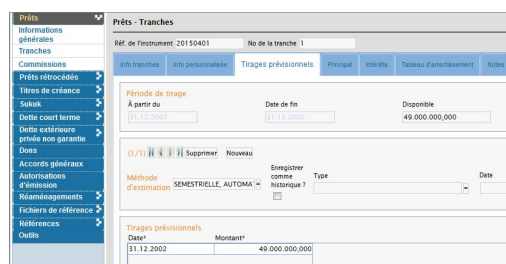 Prêts
Informations
générales
Tranches
Commissions
Prêts rétrocédés
Titres de créance
Sukuk
Dette court terme
Dette extérieure
privée non garantie
Dons
Accords généraux
Autorisations
d'émission
Réaménagements
Fichiers de référence
Références
Outils
Prêts - Tranches
Réf. de l'instrument 20150401 No de la tranche 1
Info tranches Info personnalisée Tirages prévisionnels Principal Intérêts Tableau d'amortissement Notes
Période de tirage
À partir du Date de fin Disponible
31.12.2002 31.12.2002 49.000.000,000
(1/1) Supprimer Nouveau
Méthode
d'estimation SEMESTRIELLE, AUTOMA
Enregistrer
comme
historique ?
Type Date
Tirages prévisionnels
Date* Montant*
31.12.2002 49.000.000,000